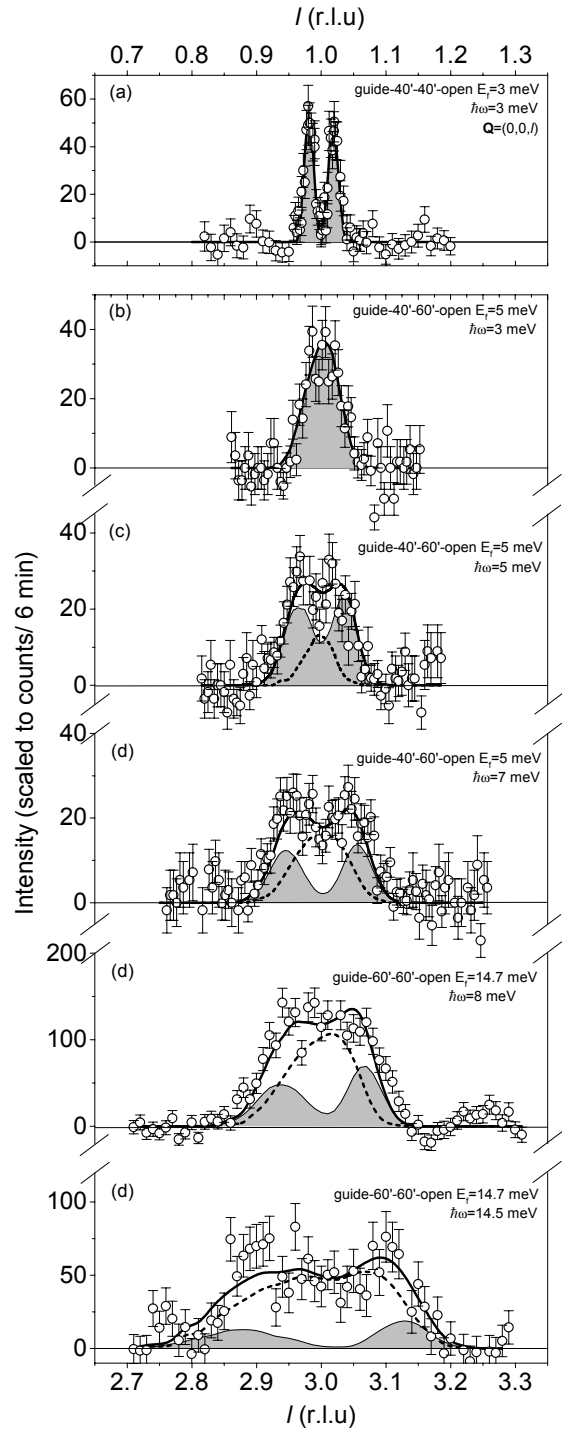 l (r.l.u)
0.7 0.8 0.9 1.0 1.1 1.2 1.3
(a)
guide-40'-40'-open E_f=3 meV
ħω=3 meV
Q=(0,0,l)
60
40
20
0
(b)
guide-40'-60'-open E_f=5 meV
ħω=3 meV
40
20
0
(c)
guide-40'-60'-open E_f=5 meV
ħω=5 meV
40
20
0
(d)
guide-40'-60'-open E_f=5 meV
ħω=7 meV
40
20
0
(d)
guide-60'-60'-open E_f=14.7 meV
ħω=8 meV
200
100
0
(d)
guide-60'-60'-open E_f=14.7 meV
ħω=14.5 meV
100
50
0
Intensity (scaled to counts/ 6 min)
2.7 2.8 2.9 3.0 3.1 3.2 3.3
l (r.l.u)